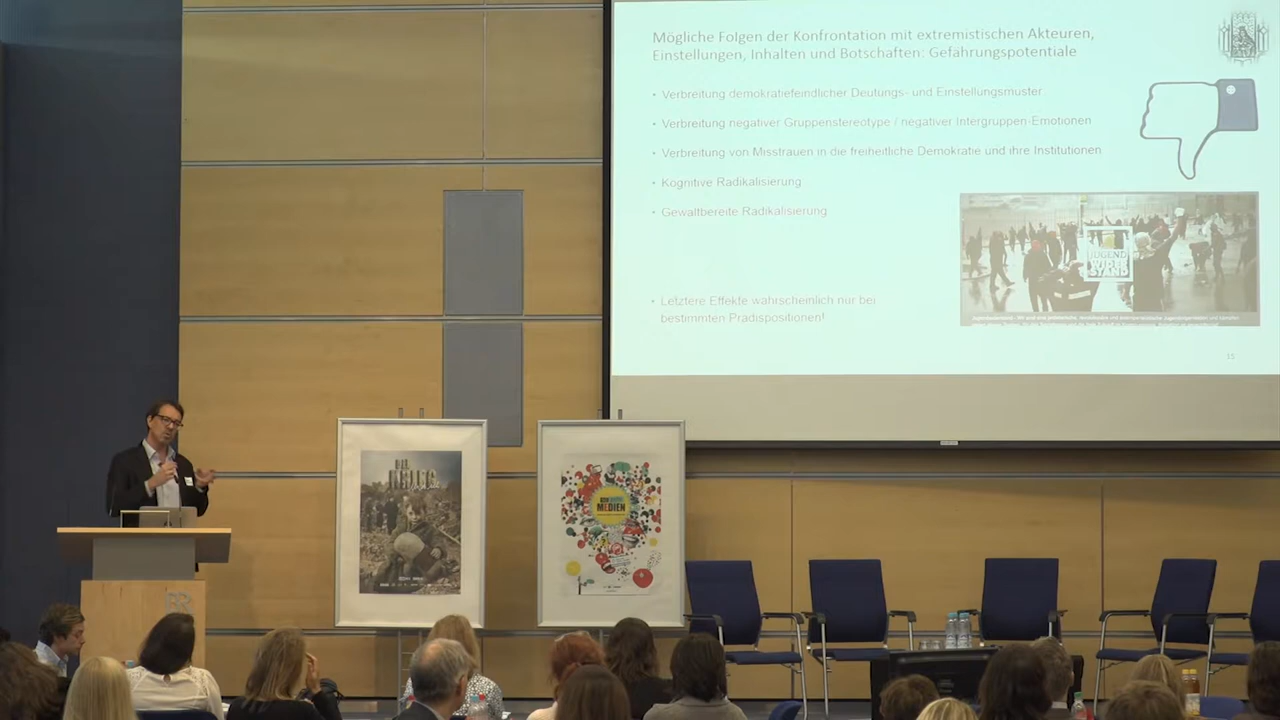 Mögliche Folgen der Konfrontation mit extremistischen Akteuren,
Einstellungen, Inhalten und Botschaften: Gefährdungspotentiale
• Verbreitung demokratiefeindlicher Deutungs- und Einstellungsmuster
• Verbreitung negativer Gruppenstereotype / negativer Intergruppen-Emotionen
• Verbreitung von Misstrauen in die freiheitliche Demokratie und ihre Institutionen
• Kognitive Radikalisierung
• Gewaltbereite Radikalisierung
JUGEND
WIDER
STAND
• Letztere Effekte wahrscheinlich nur bei
bestimmten Prädispositionen!
15
MEDIEN
BR